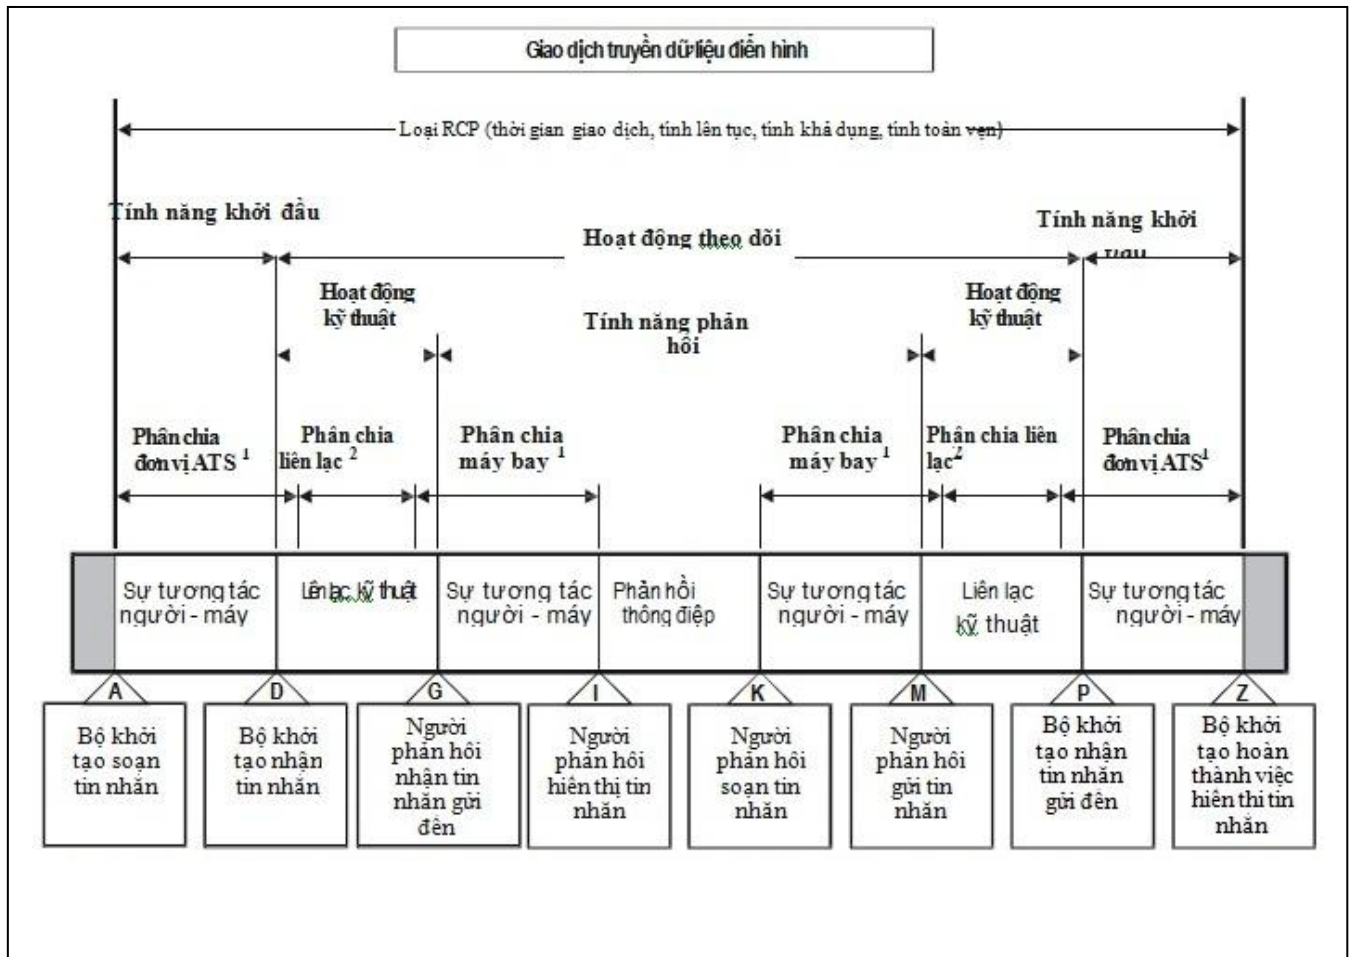 Giao dịch truyền dữ liệu điển hình
Loại RCP (thời gian giao dịch, tính lên tục, tính khả dụng, tính toàn vẹn)
Tính năng khởi đầu
Hoạt động theo dõi
Tính năng khởi
Hoạt động
kỹ thuật
Tính năng phản
hồi
Hoạt động
kỹ thuật
Phân chia
đơn vị ATS 1
Phân chia
liên lạc 2
Phân chia
máy bay 1
Phân chia
máy bay 1
Phân chia liên
lạc2
Phân chia
đơn vị ATS1
Sự tương tác
người - máy
kỹ thuật
Sự tương tác
người - máy
Phản hồi
thông điệp
Sự tương tác
người - máy
Liên lạc
kỹ thuật
Sự tương tác
người - máy
A
D
G
I
K
M
P
Z
Bộ khởi
tạo soạn
tin nhắn
Bộ khởi
tạo nhận
tin nhắn
Người
phản hồi
nhận tin
nhắn gửi
đến
Người
phản hồi
hiển thị tin
nhắn
Người
phản hồi
soạn tin
nhắn
Người
phản hồi
gửi tin
nhắn
Bộ khởi
tạo nhận
tin nhắn
gửi đến
Bộ khởi
tạo hoàn
thành việc
hiển thị tin
nhắn